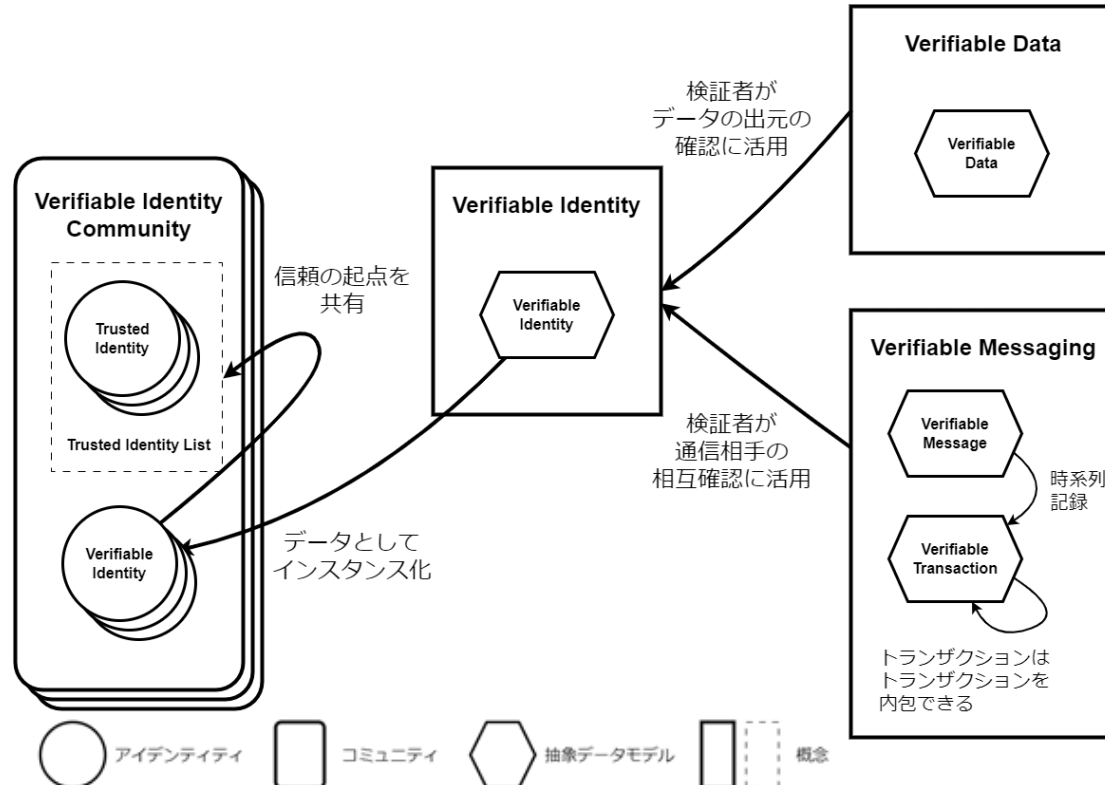 Verifiable Identity
Community
Trusted
Identity
Trusted Identity List
Verifiable
Identity
信頼の起点を
共有
データとして
インスタンス化
Verifiable Identity
Verifiable
Identity
検証者が
データの出元の
確認に活用
検証者が
通信相手の
相互確認に活用
Verifiable Data
Verifiable
Data
Verifiable Messaging
Verifiable
Message
時系列
記録
Verifiable
Transaction
トランザクションは
トランザクションを
内包できる
アイデンティティ
コミュニティ
抽象データモデル
概念